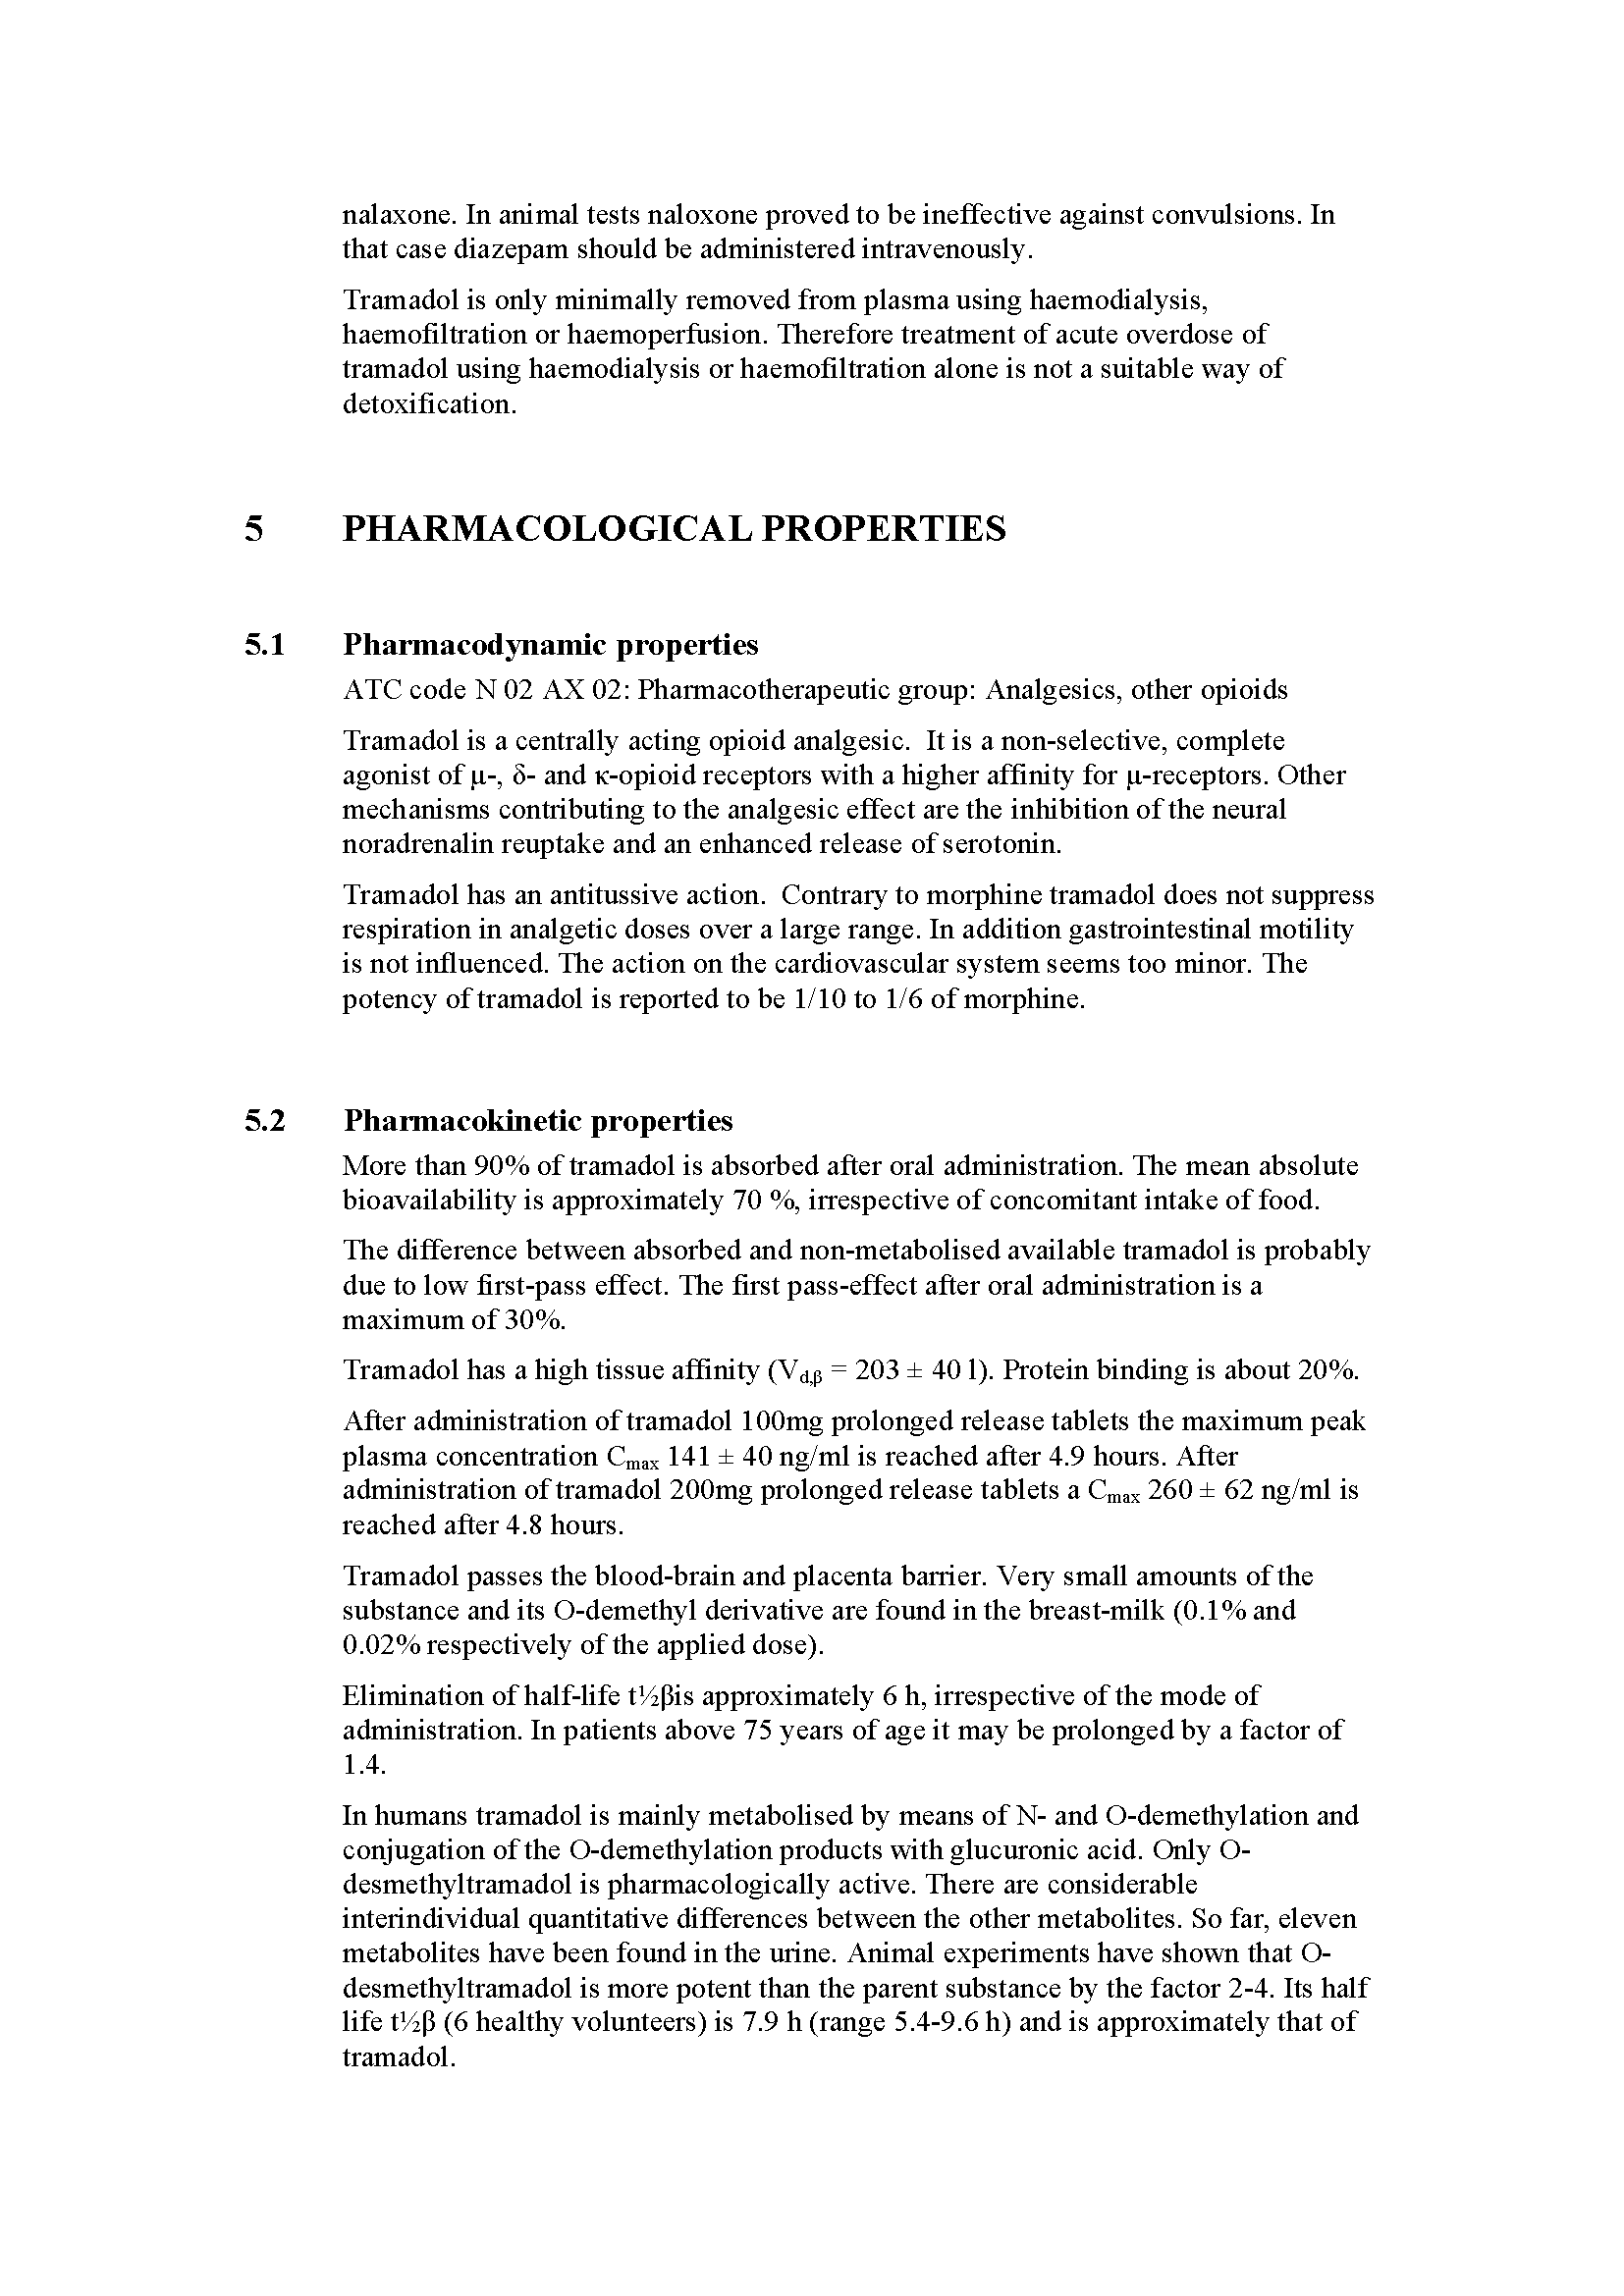 nalaxone. In animal tests naloxone proved to be ineffective against convulsions. In
that case diazepam should be administered intravenously.
Tramadol is only minimally removed from plasma using haemodialysis,
haemofiltration or haemoperfusion. Therefore treatment of acute overdose of
tramadol using haemodialysis or haemofiltration alone is not a suitable way of
detoxification.
5 PHARMACOLOGICAL PROPERTIES
5.1 Pharmacodynamic properties
ATC code N 02 AX 02: Pharmacotherapeutic group: Analgesics, other opioids
Tramadol is a centrally acting opioid analgesic. It is a non-selective, complete
agonist of μ-, δ- and κ-opioid receptors with a higher affinity for μ-receptors. Other
mechanisms contributing to the analgesic effect are the inhibition of the neural
noradrenalin reuptake and an enhanced release of serotonin.
Tramadol has an antitussive action. Contrary to morphine tramadol does not suppress
respiration in analgetic doses over a large range. In addition gastrointestinal motility
is not influenced. The action on the cardiovascular system seems too minor. The
potency of tramadol is reported to be 1/10 to 1/6 of morphine.
5.2 Pharmacokinetic properties
More than 90% of tramadol is absorbed after oral administration. The mean absolute
bioavailability is approximately 70 %, irrespective of concomitant intake of food.
The difference between absorbed and non-metabolised available tramadol is probably
due to low first-pass effect. The first pass-effect after oral administration is a
maximum of 30%.
Tramadol has a high tissue affinity (Vd,β = 203 ± 40 l). Protein binding is about 20%.
After administration of tramadol 100mg prolonged release tablets the maximum peak
plasma concentration Cmax 141 ± 40 ng/ml is reached after 4.9 hours. After
administration of tramadol 200mg prolonged release tablets a Cmax 260 ± 62 ng/ml is
reached after 4.8 hours.
Tramadol passes the blood-brain and placenta barrier. Very small amounts of the
substance and its O-demethyl derivative are found in the breast-milk (0.1% and
0.02% respectively of the applied dose).
Elimination of half-life t½βis approximately 6 h, irrespective of the mode of
administration. In patients above 75 years of age it may be prolonged by a factor of
1.4.
In humans tramadol is mainly metabolised by means of N- and O-demethylation and
conjugation of the O-demethylation products with glucuronic acid. Only O-
desmethyltramadol is pharmacologically active. There are considerable
interindividual quantitative differences between the other metabolites. So far, eleven
metabolites have been found in the urine. Animal experiments have shown that O-
desmethyltramadol is more potent than the parent substance by the factor 2-4. Its half
life t½β (6 healthy volunteers) is 7.9 h (range 5.4-9.6 h) and is approximately that of
tramadol.